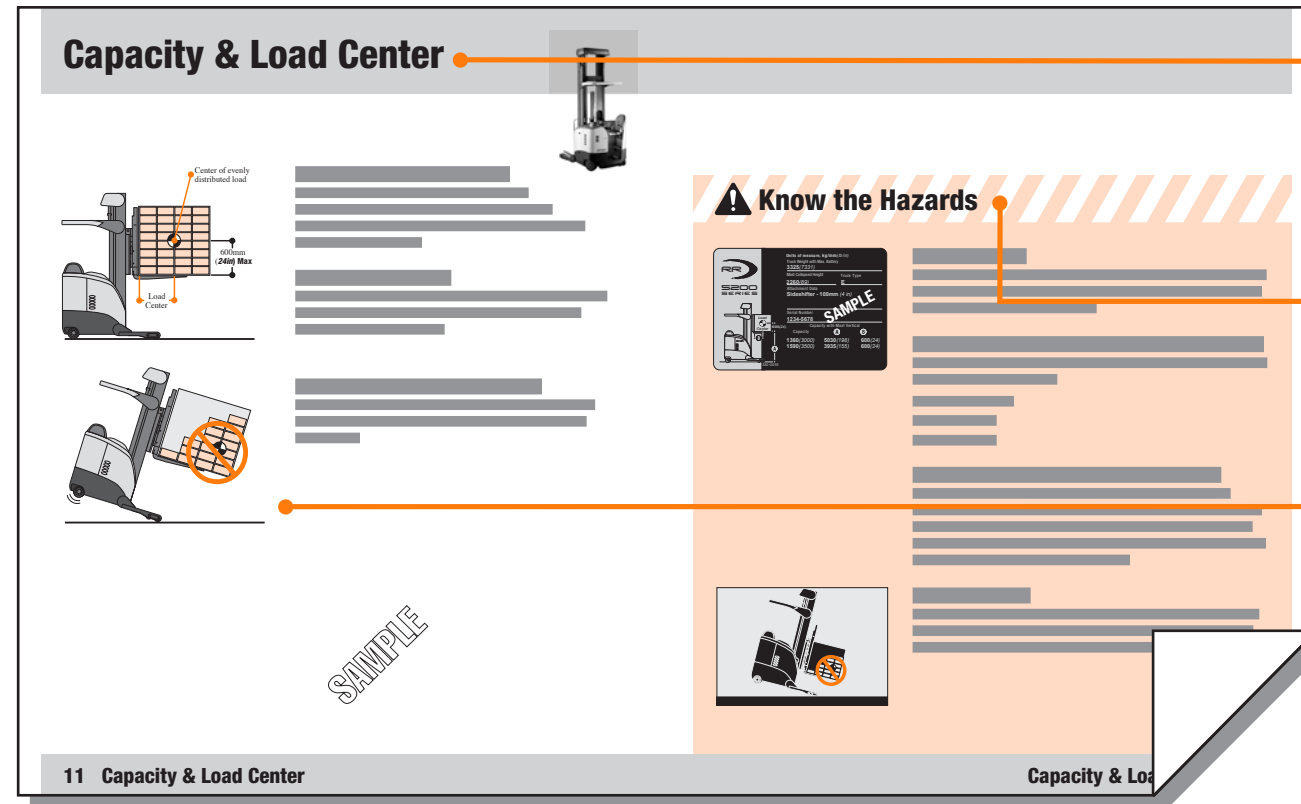 Capacity & Load Center
Center of evenly
distributed load
600mm
(24in) Max
Load
Center
Know the Hazards
RR
5200
SERIES
Units of measure, kg/mm(lb/in)
Truck Weight with Max. Battery
3325(7331)
Mast Collapsed Height Truck Type
2260(89) E
Attachment Data
Sideshifter - 100mm (4 in)
SAMPLE
Serial Number
1234-5678
Capacity with Mast Vertical
Capacity A B
1360(3000) 5030(198) 600(24)
1590(3500) 3935(155) 600(24)
Load
Center
B
A
SAMPLE
11 Capacity & Load Center
Capacity &